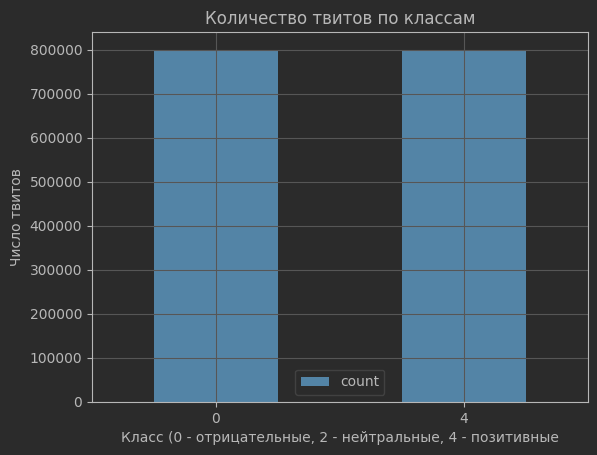 Количество твитов по классам
Число твитов
800000
700000
600000
500000
400000
300000
200000
100000
0
count
0 4
Класс (0 - отрицательные, 2 - нейтральные, 4 - позитивные